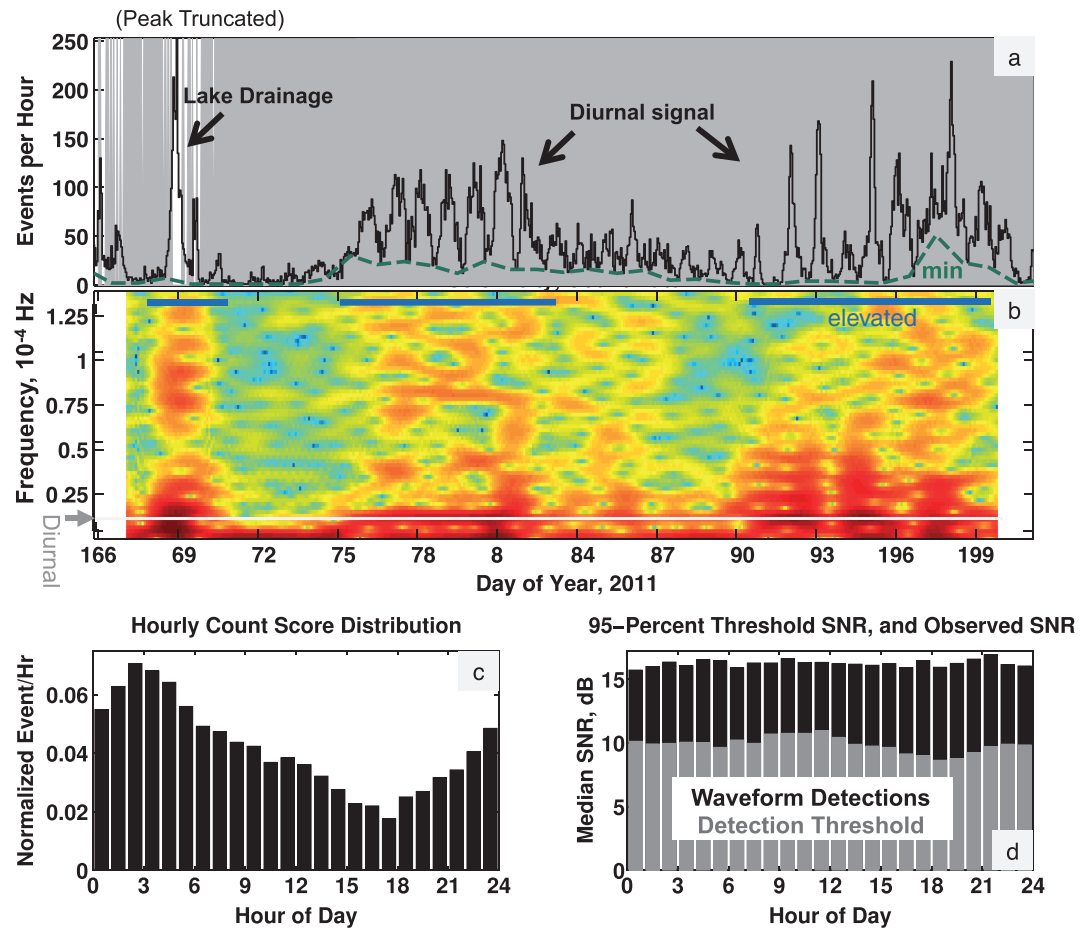 (Peak Truncated)
a
250
200
150
100
50
0
Events per Hour
Lake Drainage
Diurnal signal
min
b
elevated
1.25
1
0.75
0.5
0.25
Frequency, 10⁻⁴ Hz
Diurnal
166 69 72 75 78 81 84 87 90 93 196 199
Day of Year, 2011
Hourly Count Score Distribution
c
0.06
0.04
0.02
0
Normalized Event/Hr
0 3 6 9 12 15 18 21 24
Hour of Day
95–Percent Threshold SNR, and Observed SNR
15
10
5
0
Median SNR, dB
Waveform Detections
Detection Threshold
d
0 3 6 9 12 15 18 21 24
Hour of Day